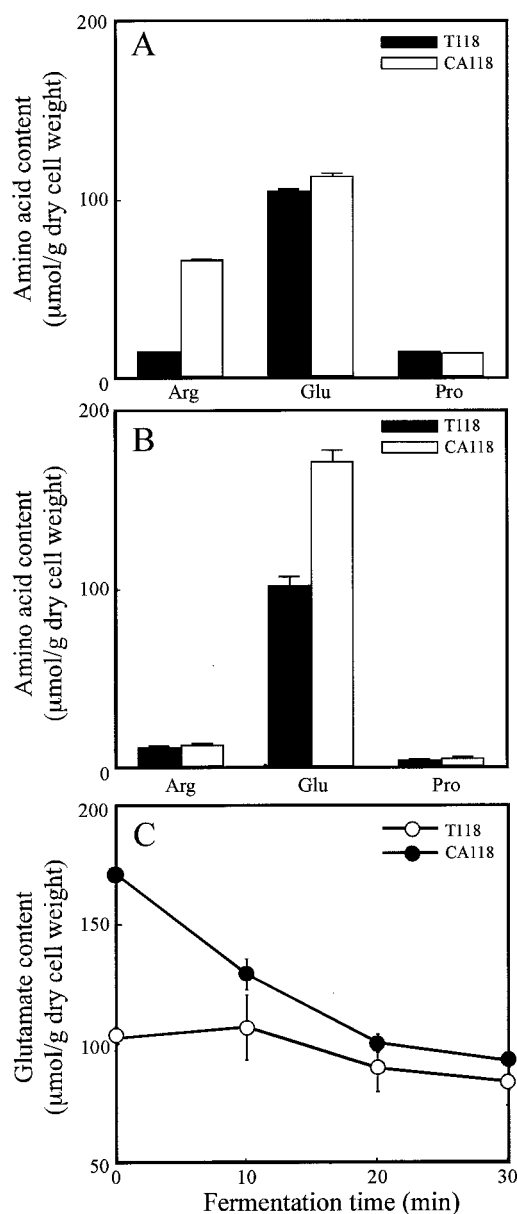 200
A
T118
CA118
Amino acid content
(μmol/g dry cell weight)
100
0
Arg Glu Pro
200
B
T118
CA118
Amino acid content
(μmol/g dry cell weight)
100
0
Arg Glu Pro
200
C
T118
CA118
Glutamate content
(μmol/g dry cell weight)
150
100
50
0 10 20 30
Fermentation time (min)